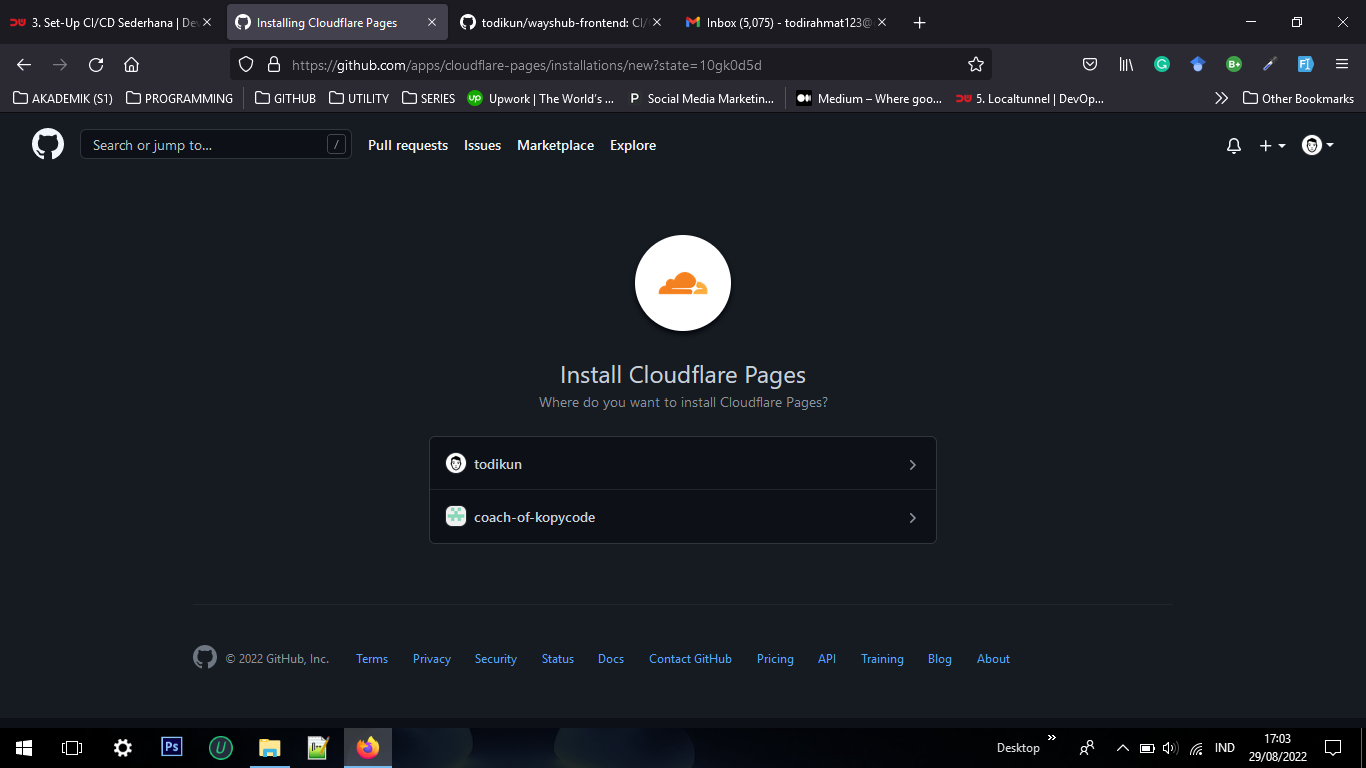 3. Set-Up CI/CD Sederhana | De
Installing Cloudflare Pages
todikun/wayshub-frontend: CI/
Inbox (5,075) - todirahmat123@
https://github.com/apps/cloudflare-pages/installations/new?state=10gk0d5d
AKADEMIK (S1)
PROGRAMMING
GITHUB
UTILITY
SERIES
Upwork | The World's ...
Social Media Marketin...
Medium – Where goo...
5. Localtunnel | DevOp...
Other Bookmarks
Search or jump to...
/
Pull requests
Issues
Marketplace
Explore
Install Cloudflare Pages
Where do you want to install Cloudflare Pages?
todikun
coach-of-kopycode
© 2022 GitHub, Inc.
Terms
Privacy
Security
Status
Docs
Contact GitHub
Pricing
API
Training
Blog
About
Desktop
IND
17:03
29/08/2022